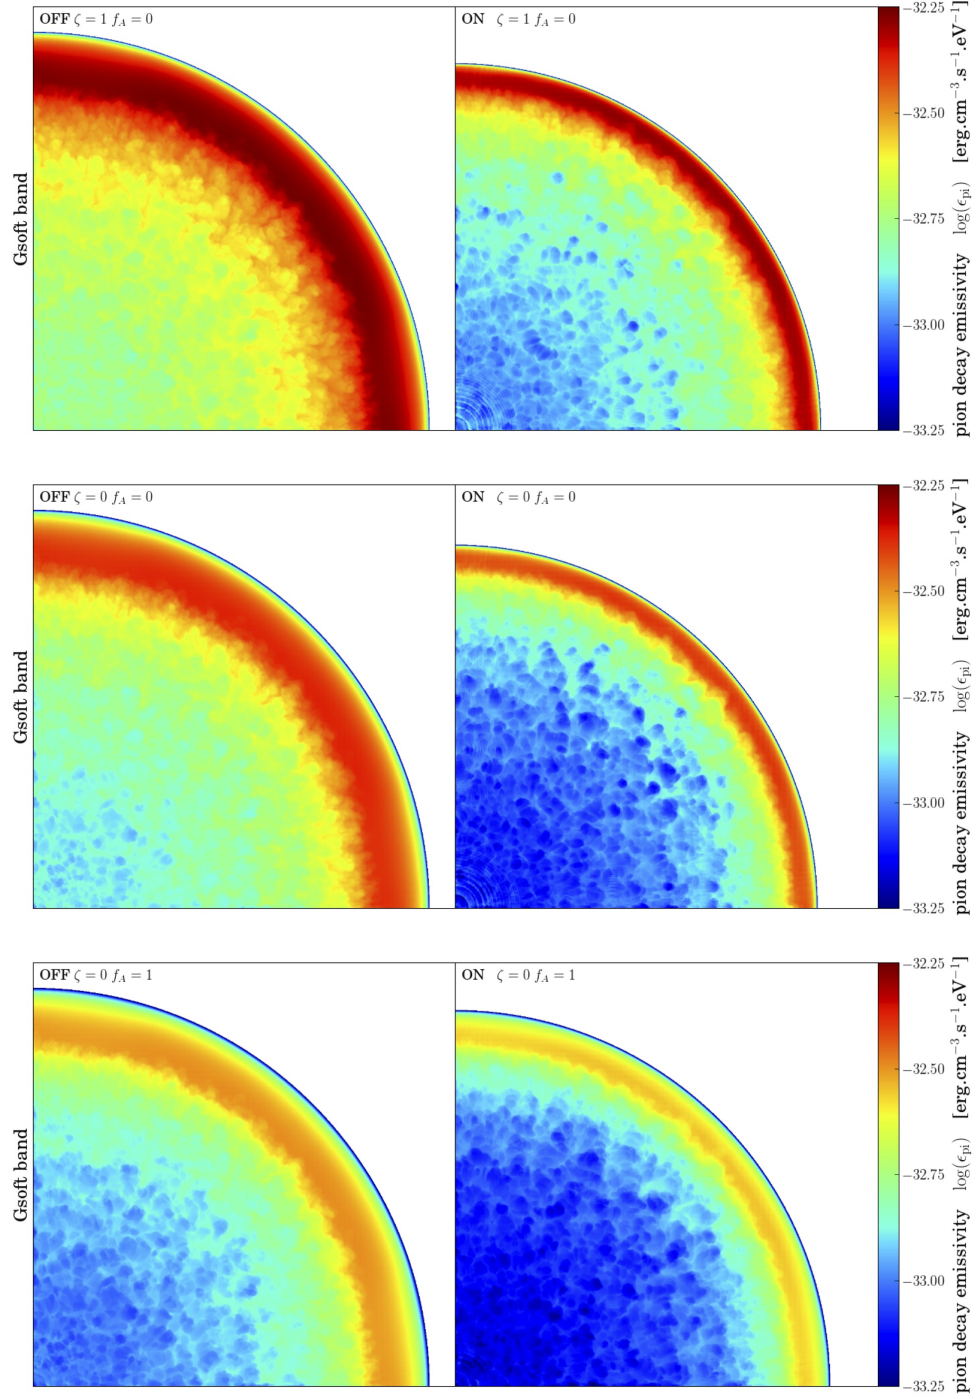 OFF ζ = 1 f_A = 0
ON ζ = 1 f_A = 0
Gsoft band
−32.25
−32.50
−32.75
−33.00
−33.25
pion decay emissivity log(ϵ_pi) [erg.cm⁻³.s⁻¹.eV⁻¹]
OFF ζ = 0 f_A = 0
ON ζ = 0 f_A = 0
Gsoft band
−32.25
−32.50
−32.75
−33.00
−33.25
pion decay emissivity log(ϵ_pi) [erg.cm⁻³.s⁻¹.eV⁻¹]
OFF ζ = 0 f_A = 1
ON ζ = 0 f_A = 1
Gsoft band
−32.25
−32.50
−32.75
−33.00
−33.25
pion decay emissivity log(ϵ_pi) [erg.cm⁻³.s⁻¹.eV⁻¹]